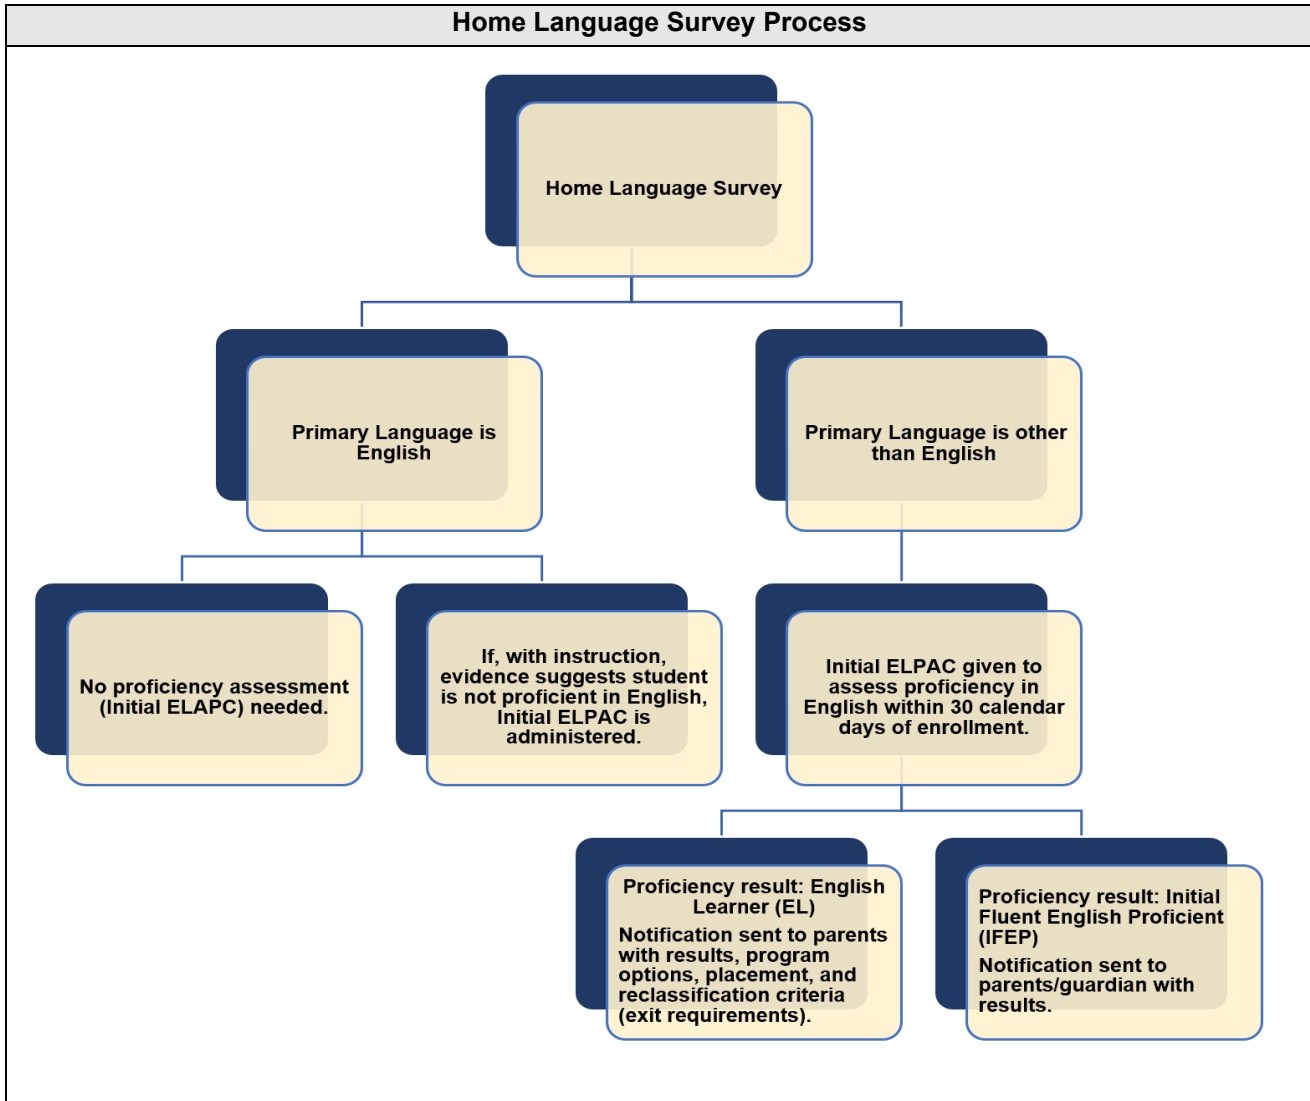 Home Language Survey Process
Home Language Survey
Primary Language is
English
Primary Language is other
than English
No proficiency assessment
(Initial ELAPC) needed.
If, with instruction,
evidence suggests student
is not proficient in English,
Initial ELPAC is
administered.
Initial ELPAC given to
assess proficiency in
English within 30 calendar
days of enrollment.
Proficiency result: English
Learner (EL)
Notification sent to parents
with results, program
options, placement, and
reclassification criteria
(exit requirements).
Proficiency result: Initial
Fluent English Proficient
(IFEP)
Notification sent to
parents/guardian with
results.